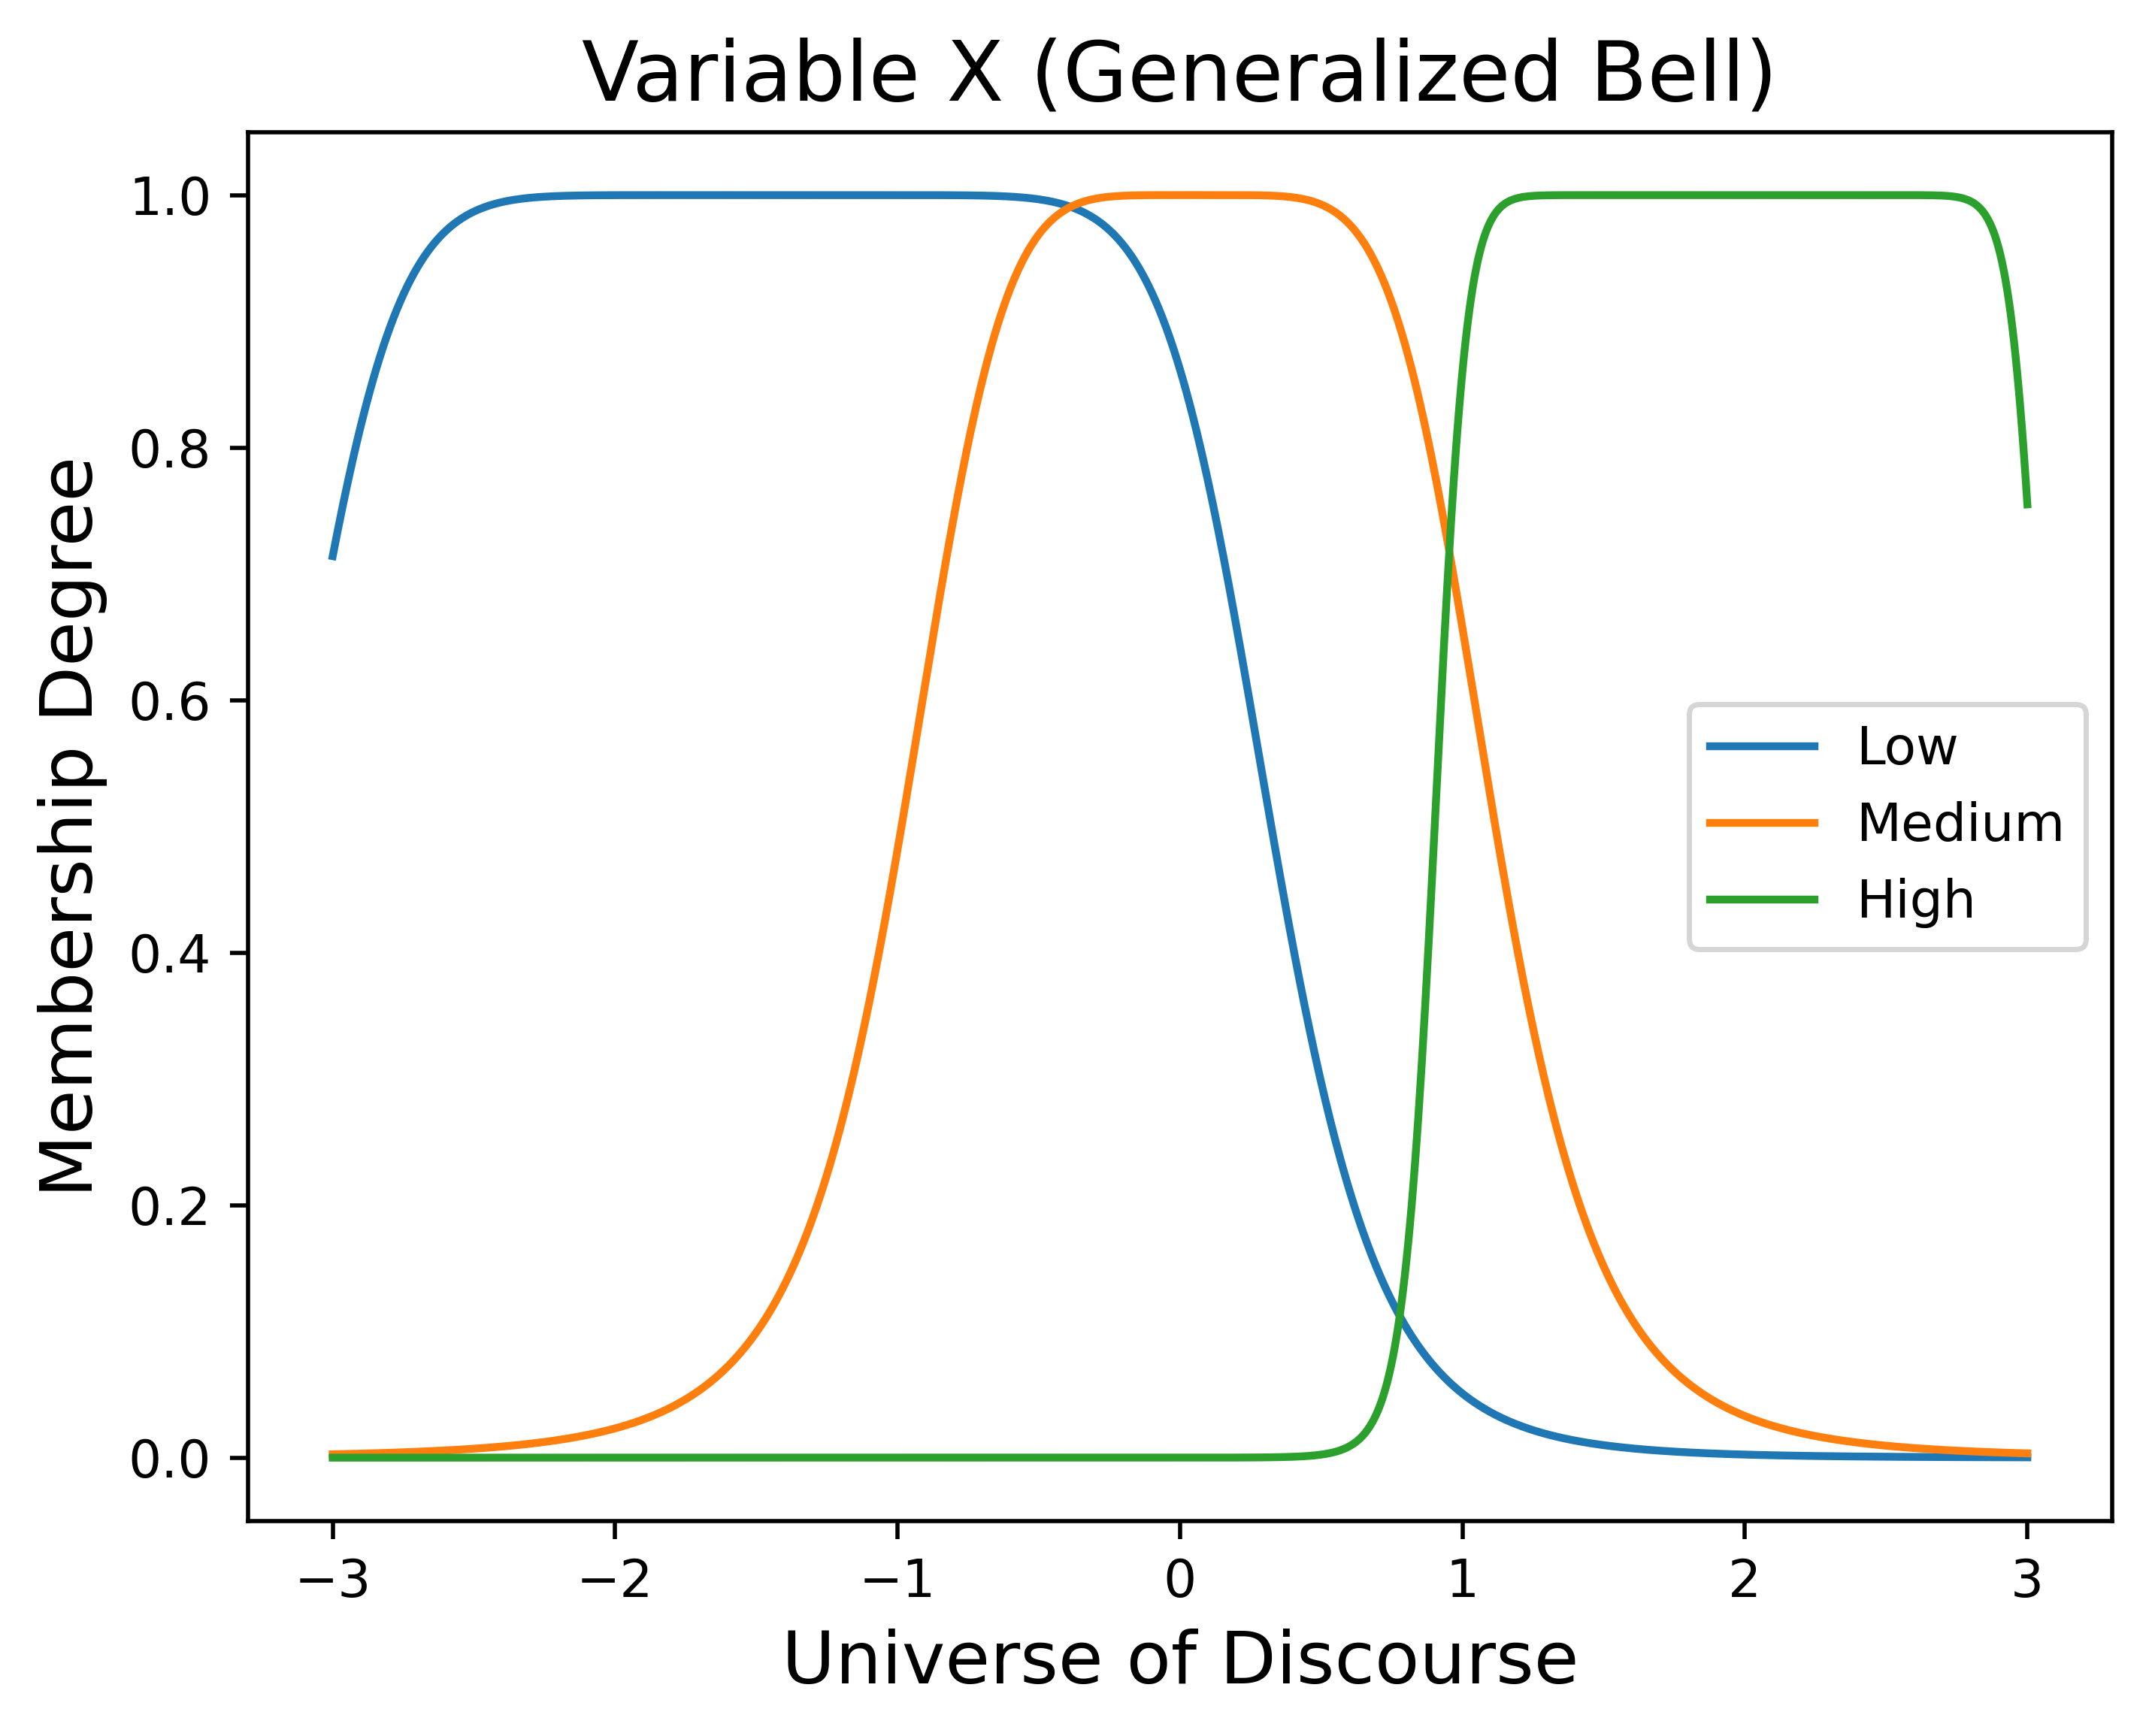 Variable X (Generalized Bell)
Membership Degree
1.0
0.8
0.6
0.4
0.2
0.0
Low
Medium
High
−3
−2
−1
0
1
2
3
Universe of Discourse